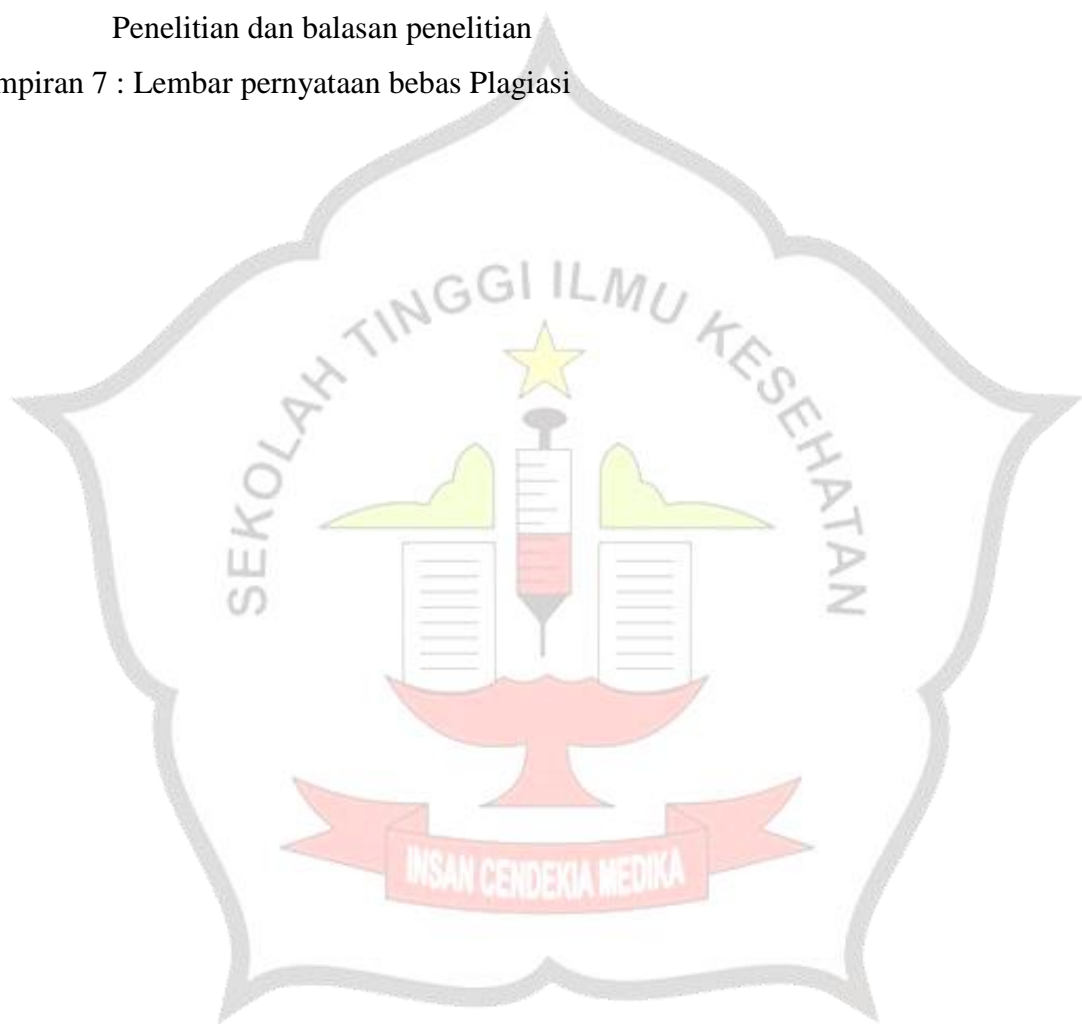 Penelitian dan balasan penelitian
mpiran 7 : Lembar pernyataan bebas Plagiasi
SEKOLAH TINGGI ILMU KESEHATAN
INSAN CENDEKIA MEDIKA